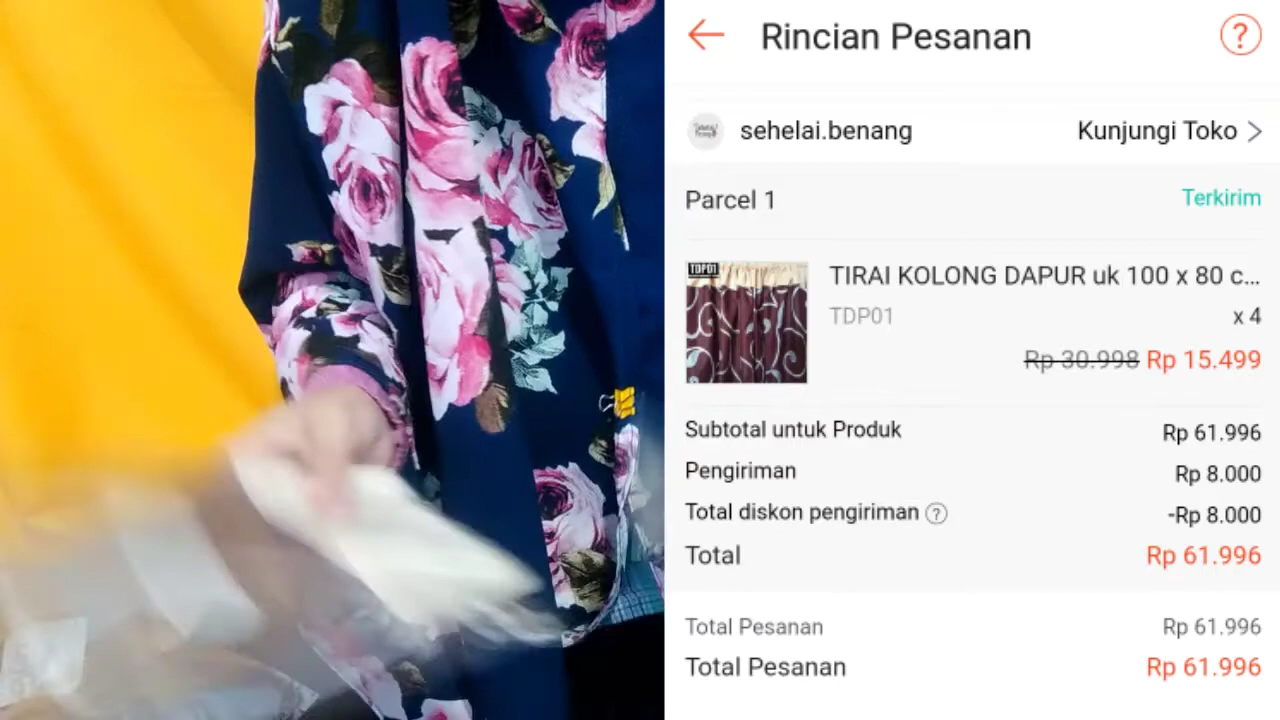 Rincian Pesanan
?
sehelai.benang
Kunjungi Toko >
Parcel 1
Terkirim
TDP01
TIRAI KOLONG DAPUR uk 100 x 80 c...
TDP01
x 4
Rp 30.998 Rp 15.499
Subtotal untuk Produk
Rp 61.996
Pengiriman
Rp 8.000
Total diskon pengiriman ?
-Rp 8.000
Total
Rp 61.996
Total Pesanan
Rp 61.996
Total Pesanan
Rp 61.996